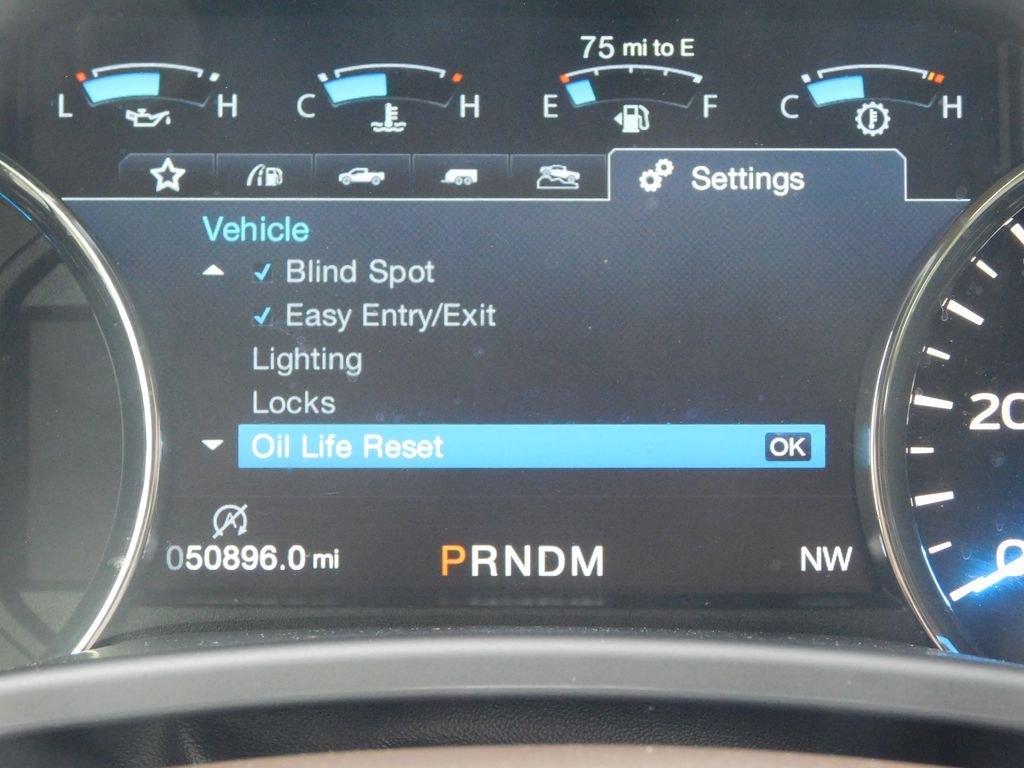 75 mi to E
L H C H E F C H
Settings
Vehicle
Blind Spot
Easy Entry/Exit
Lighting
Locks
Oil Life Reset OK
20
A
050896.0 mi PRNDM NW
0